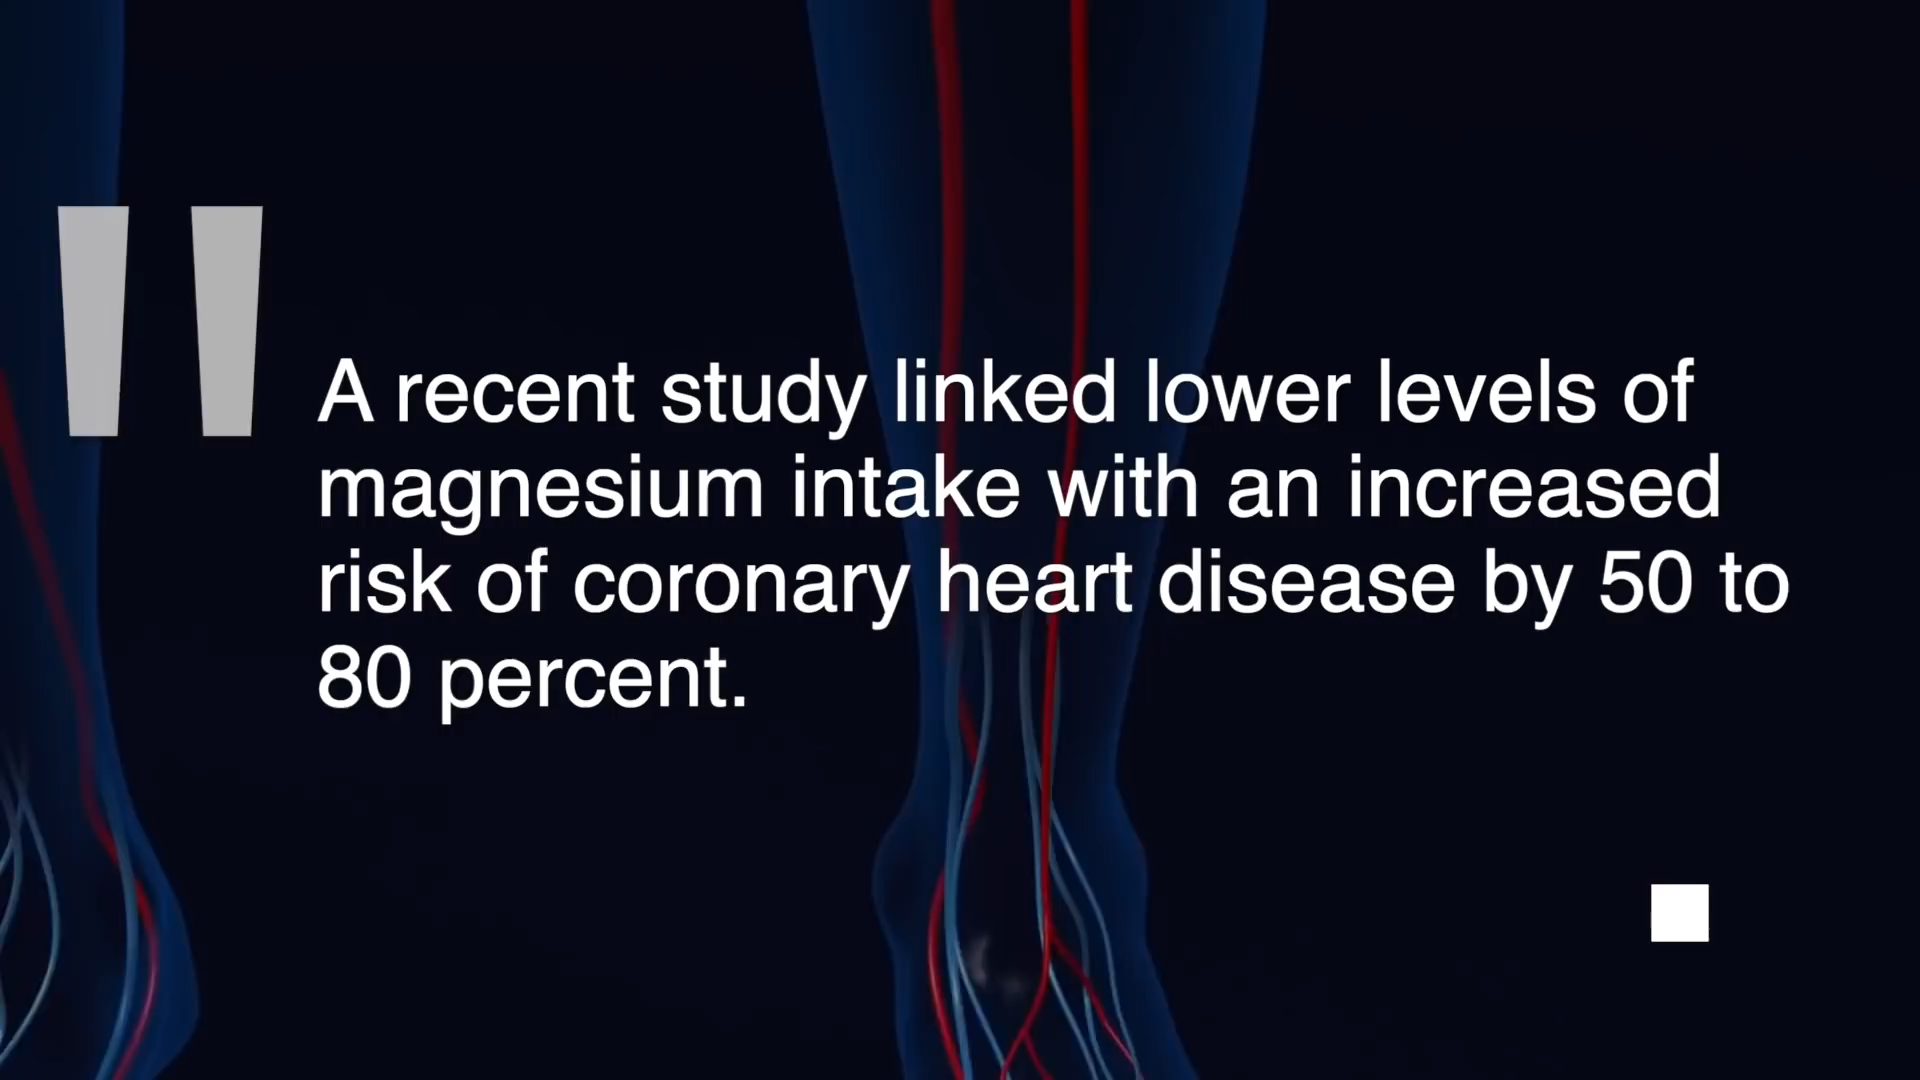 "
A recent study linked lower levels of
magnesium intake with an increased
risk of coronary heart disease by 50 to
80 percent.